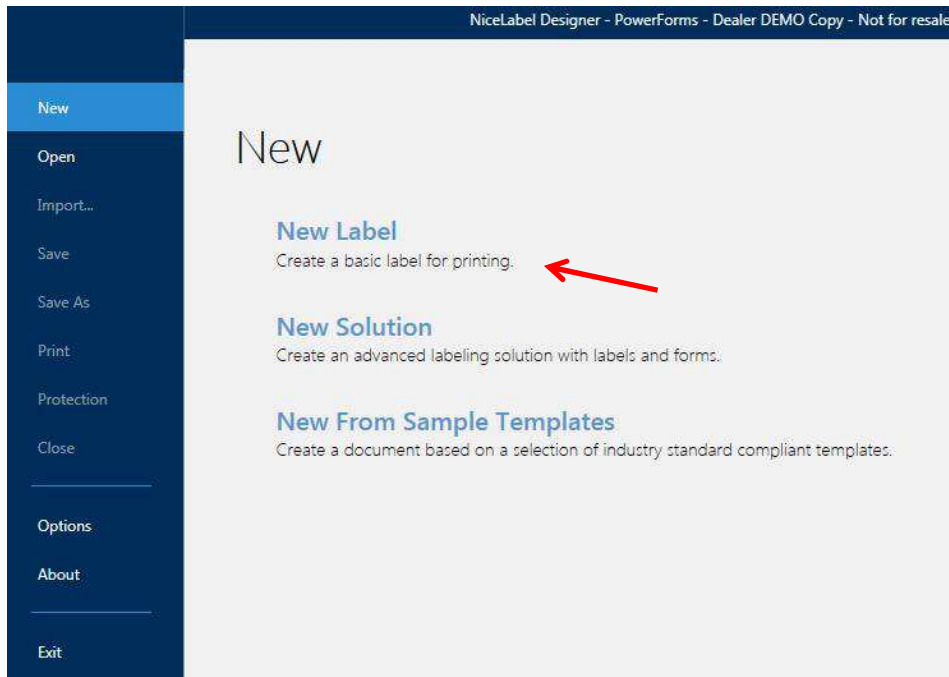 NiceLabel Designer - PowerForms - Dealer DEMO Copy - Not for resale
New
Open
Import...
Save
Save As
Print
Protection
Close
Options
About
Exit
New
New Label
Create a basic label for printing.
New Solution
Create an advanced labeling solution with labels and forms.
New From Sample Templates
Create a document based on a selection of industry standard compliant templates.